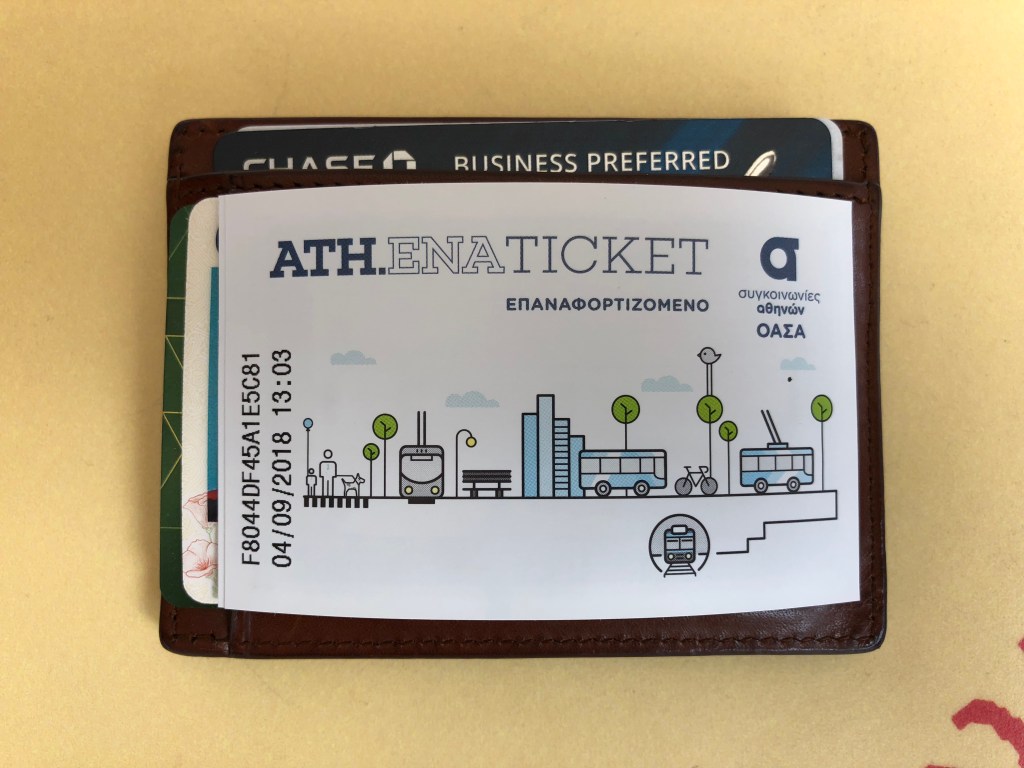 CHASE
BUSINESS PREFERRED
ATH.ENA TICKET
ΕΠΑΝΑΦΟΡΤΙΖΟΜΕΝΟ
συγκοινωνίες
αθηνών
ΟΑΣΑ
F8044DF45A1E5C81
04/09/2018 13:03